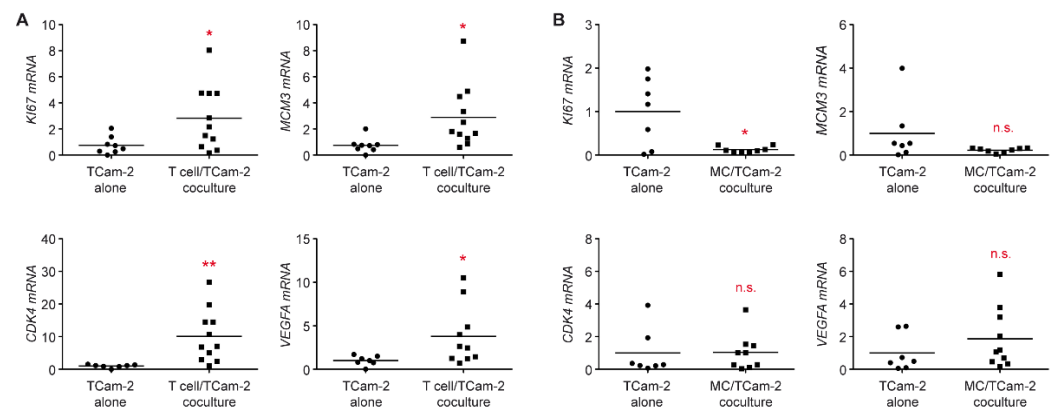 A
KI67 mRNA
10
8
6
4
2
0
*
TCam-2
alone
T cell/TCam-2
coculture
MCM3 mRNA
10
8
6
4
2
0
*
TCam-2
alone
T cell/TCam-2
coculture
B
KI67 mRNA
3
2
1
0
*
TCam-2
alone
MC/TCam-2
coculture
MCM3 mRNA
6
4
2
0
n.s.
TCam-2
alone
MC/TCam-2
coculture
CDK4 mRNA
40
30
20
10
0
**
TCam-2
alone
T cell/TCam-2
coculture
VEGFA mRNA
15
10
5
0
*
TCam-2
alone
T cell/TCam-2
coculture
CDK4 mRNA
8
6
4
2
0
n.s.
TCam-2
alone
MC/TCam-2
coculture
VEGFA mRNA
8
6
4
2
0
n.s.
TCam-2
alone
MC/TCam-2
coculture